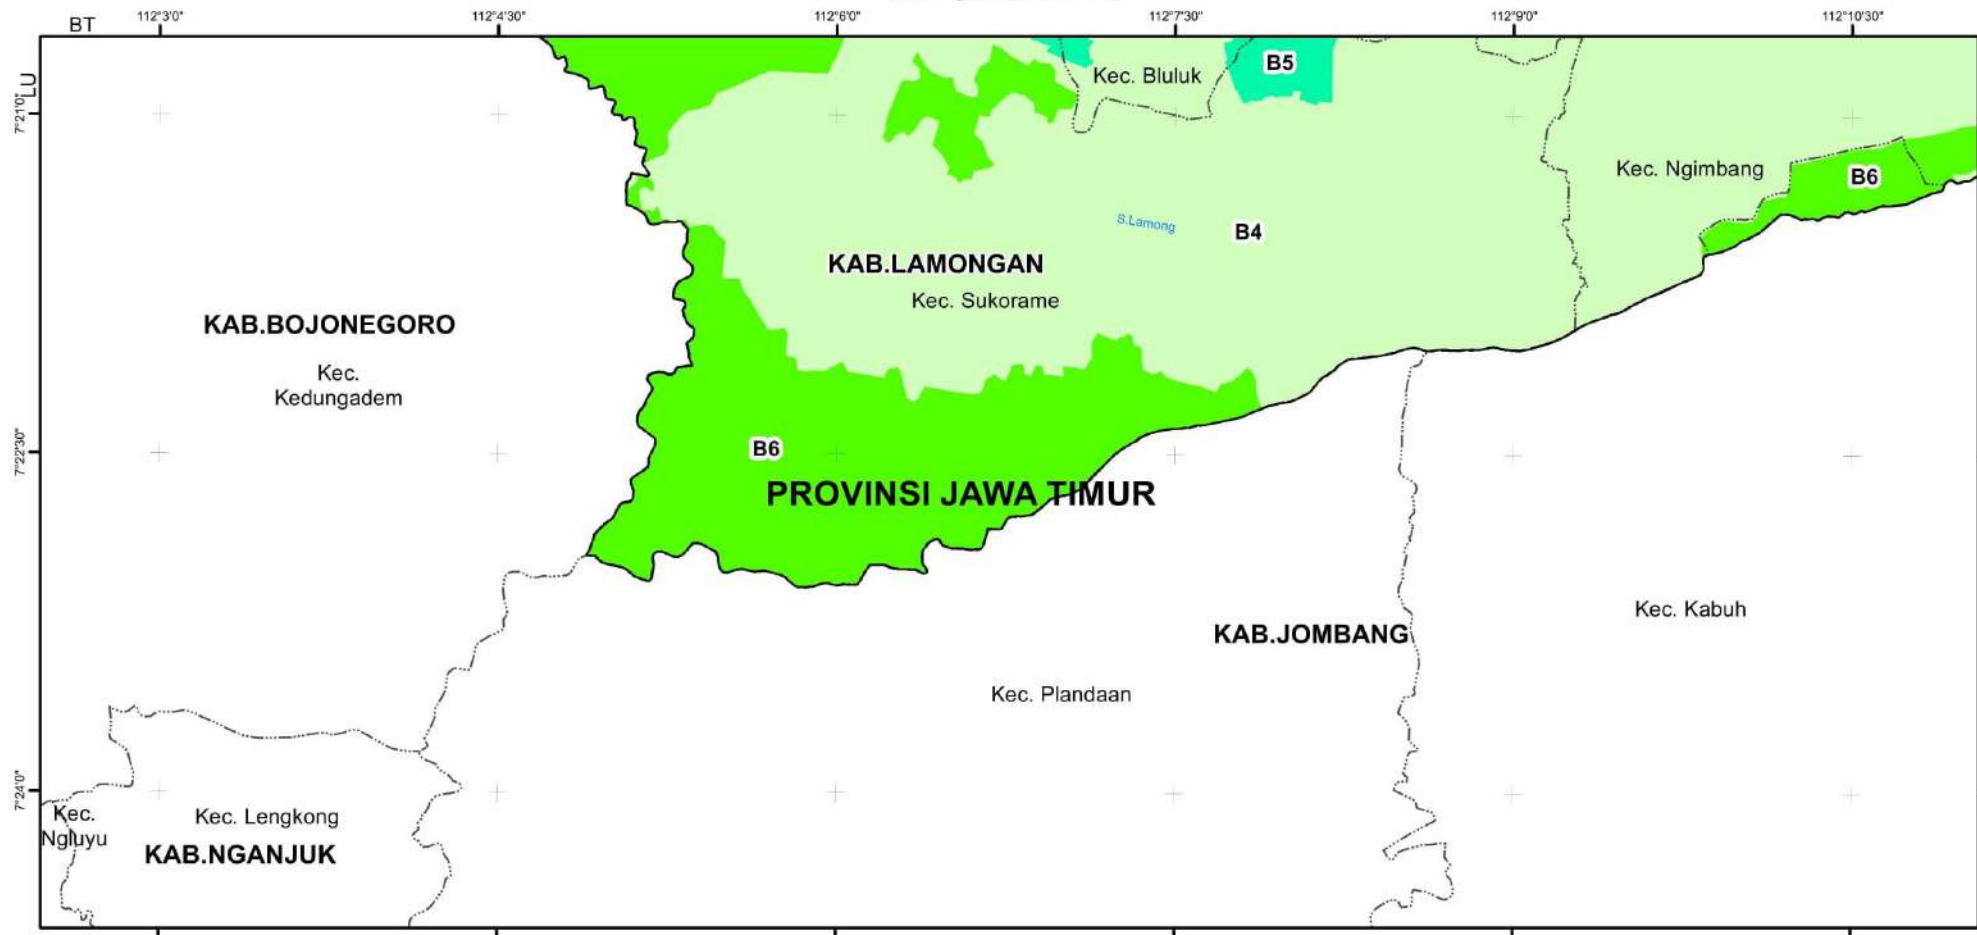 BT
112°3'0"
112°4'30"
112°6'0"
112°7'30"
112°9'0"
112°10'30"
LU
7°21'0"
7°22'30"
7°24'0"
Kec. Bluluk
B5
Kec. Ngimbang
B6
S.Lamong
B4
KAB.LAMONGAN
Kec. Sukorame
KAB.BOJONEGORO
Kec.
Kedungadem
B6
PROVINSI JAWA TIMUR
Kec. Kabuh
KAB.JOMBANG
Kec. Plandaan
Kec.
Ngluyu
Kec. Lengkong
KAB.NGANJUK